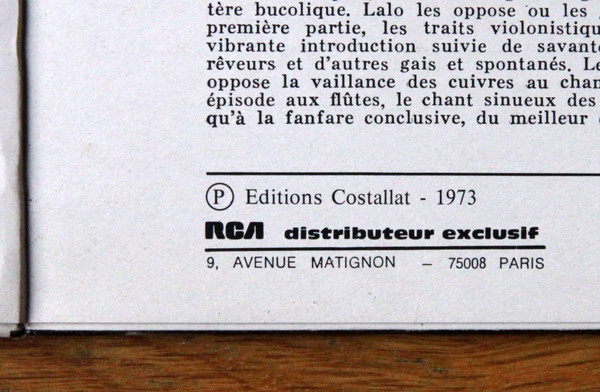 tère bucolique. Lalo les oppose ou les
première partie, les traits violonistiqu
vibrante introduction suivie de savant
rêveurs et d'autres gais et spontanés. Le
oppose la vaillance des cuivres au chan
épisode aux flûtes, le chant sinueux des
qu'à la fanfare conclusive, du meilleur
Ⓟ Editions Costallat - 1973
RCA distributeur exclusif
9, AVENUE MATIGNON – 75008 PARIS